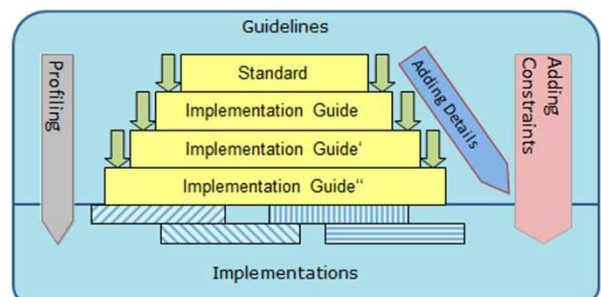 Guidelines
Profiling
Standard
Implementation Guide
Implementation Guide‘
Implementation Guide“
Adding Details
Adding
Constraints
Implementations